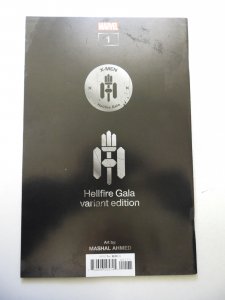 MARVEL
1
X-MEN
X X
Hellfire Gala
Hellfire Gala
variant edition
Art by
MASHAL AHMED